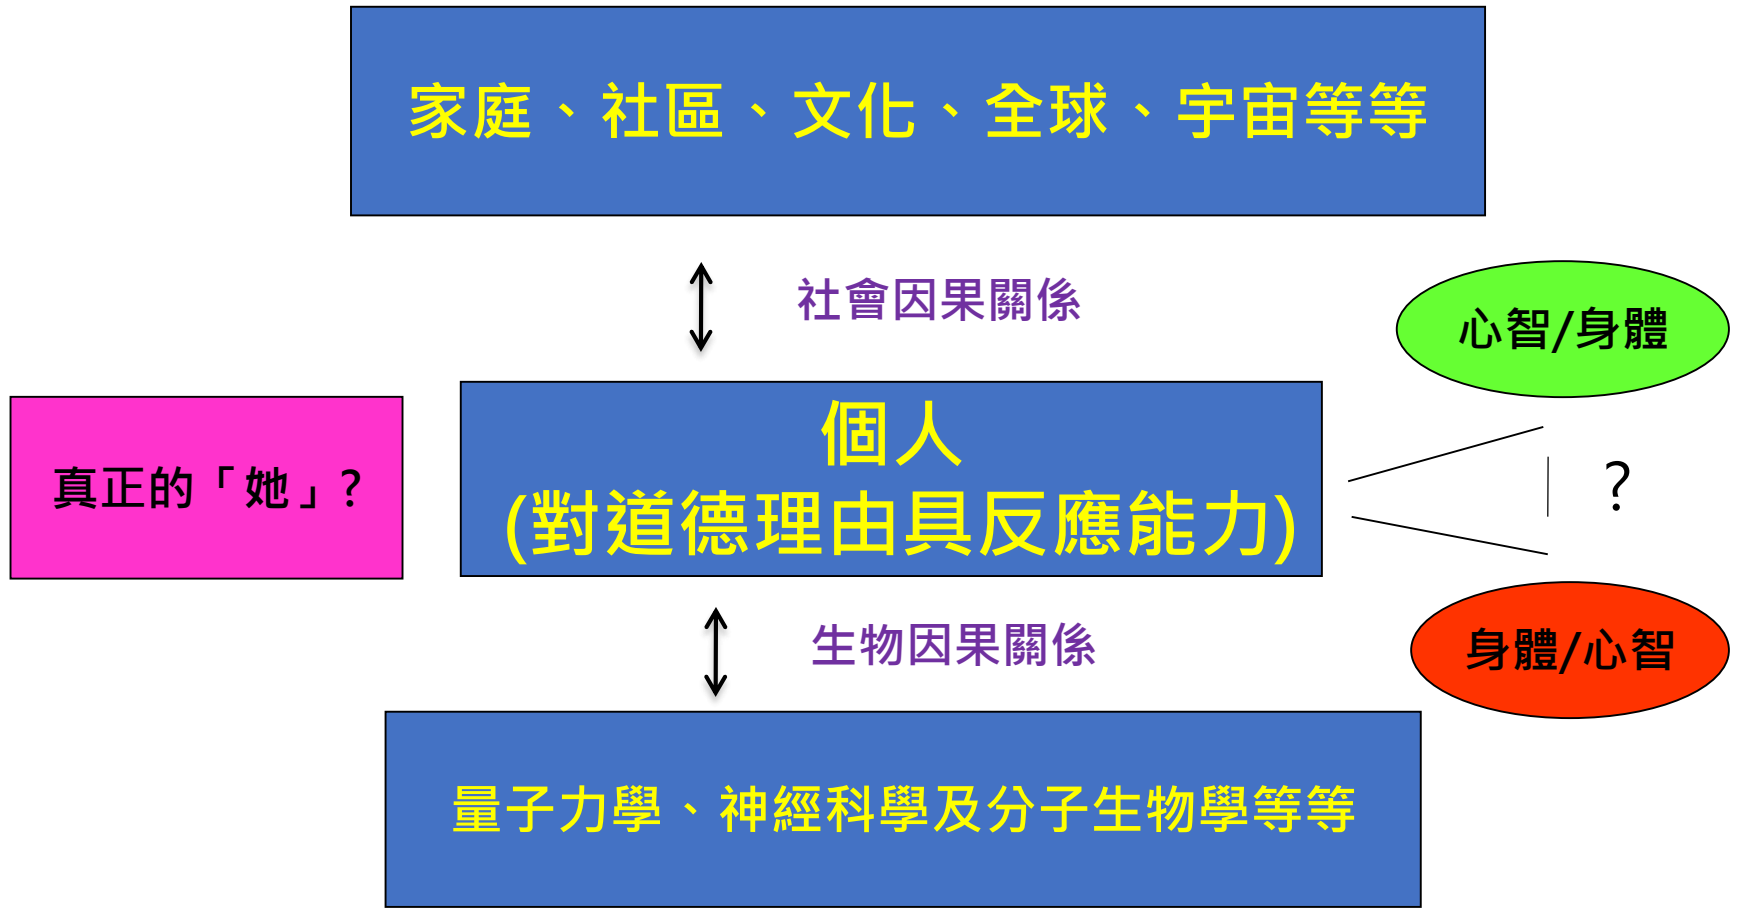 家庭、社區、文化、全球、宇宙等等
社會因果關係
心智/身體
個人
(對道德理由具反應能力)
真正的「她」?
?
生物因果關係
身體/心智
量子力學、神經科學及分子生物學等等